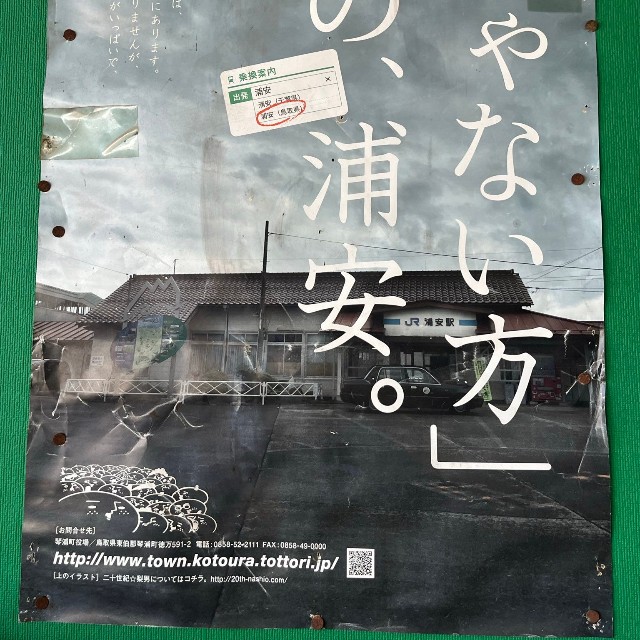 ゃない方」
の、浦安。
ば、
にあります。
りませんが、
がいっぱいで、
乗換案内
出発 浦安 ×
浦安（千葉県）
浦安（鳥取県）
JR 浦安駅
[お問合せ先]
琴浦町役場／鳥取県東伯郡琴浦町徳万591-2 電話:0858-52-2111 FAX:0858-49-0000
http://www.town.kotoura.tottori.jp/
[上のイラスト] 二十世紀☆梨男についてはコチラ。http://20th-nashio.com/